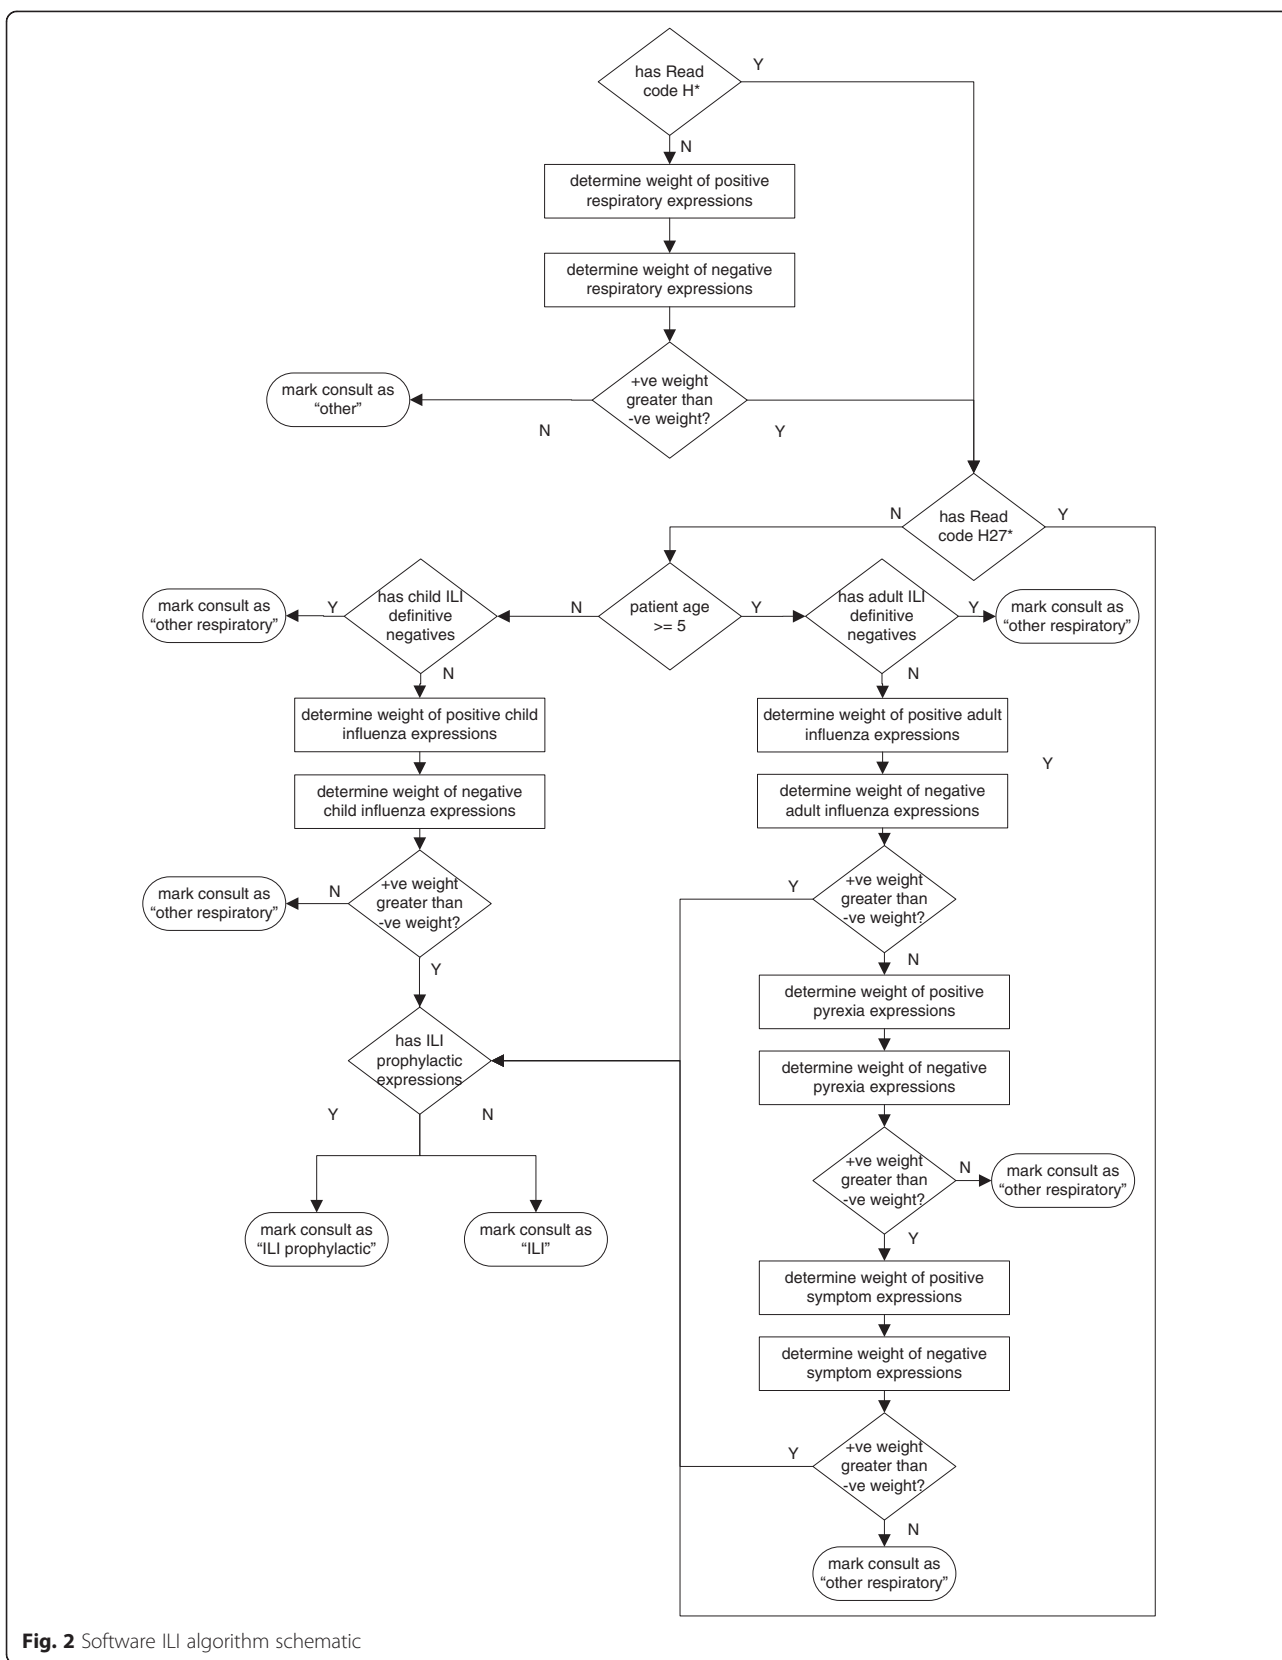 has Read
code H*
Y
N
determine weight of positive
respiratory expressions
determine weight of negative
respiratory expressions
+ve weight
greater than
-ve weight?
mark consult as
“other”
N
Y
has Read
code H27*
N
Y
patient age
>= 5
N
Y
has child ILI
definitive
negatives
Y
mark consult as
“other respiratory”
has adult ILI
definitive
negatives
Y
mark consult as
“other respiratory”
N
N
determine weight of positive child
influenza expressions
determine weight of positive adult
influenza expressions
Y
determine weight of negative
child influenza expressions
determine weight of negative
adult influenza expressions
+ve weight
greater than
-ve weight?
N
mark consult as
“other respiratory”
Y
+ve weight
greater than
-ve weight?
Y
N
determine weight of positive
pyrexia expressions
has ILI
prophylactic
expressions
determine weight of negative
pyrexia expressions
Y
N
+ve weight
greater than
-ve weight?
N
mark consult as
“other respiratory”
mark consult as
“ILI prophylactic”
mark consult as
“ILI”
Y
determine weight of positive
symptom expressions
determine weight of negative
symptom expressions
+ve weight
greater than
-ve weight?
Y
N
mark consult as
“other respiratory”
Fig. 2 Software ILI algorithm schematic